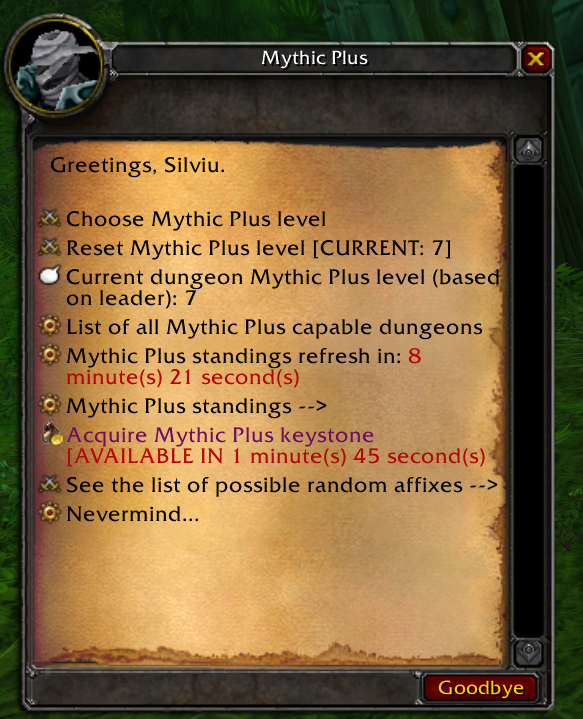 Mythic Plus
Greetings, Silviu.
Choose Mythic Plus level
Reset Mythic Plus level [CURRENT: 7]
Current dungeon Mythic Plus level (based
on leader): 7
List of all Mythic Plus capable dungeons
Mythic Plus standings refresh in: 8
minute(s) 21 second(s)
Mythic Plus standings -->
Acquire Mythic Plus keystone
[AVAILABLE IN 1 minute(s) 45 second(s)
See the list of possible random affixes -->
Nevermind...
Goodbye